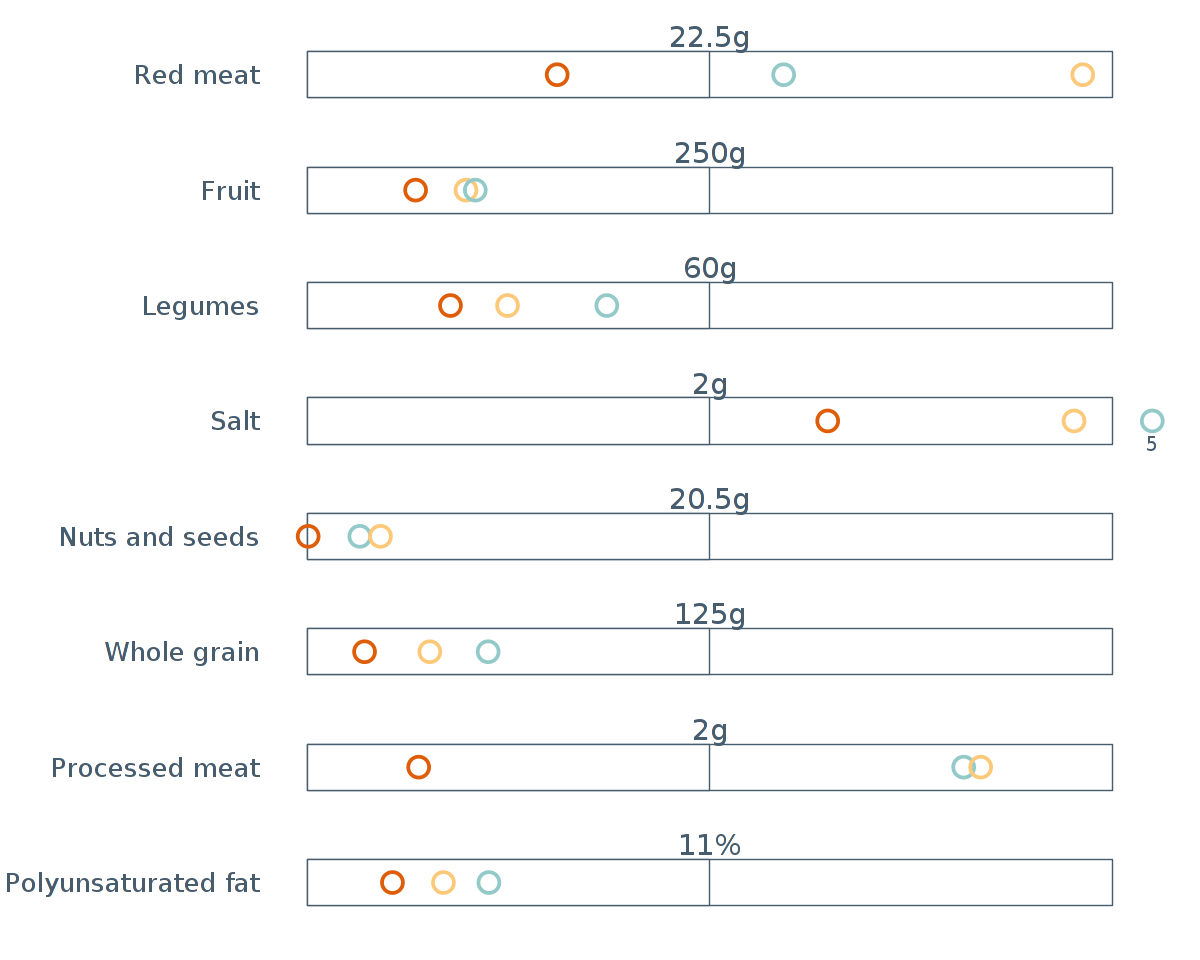 22.5g
Red meat
250g
Fruit
60g
Legumes
2g
Salt
5
20.5g
Nuts and seeds
125g
Whole grain
2g
Processed meat
11%
Polyunsaturated fat